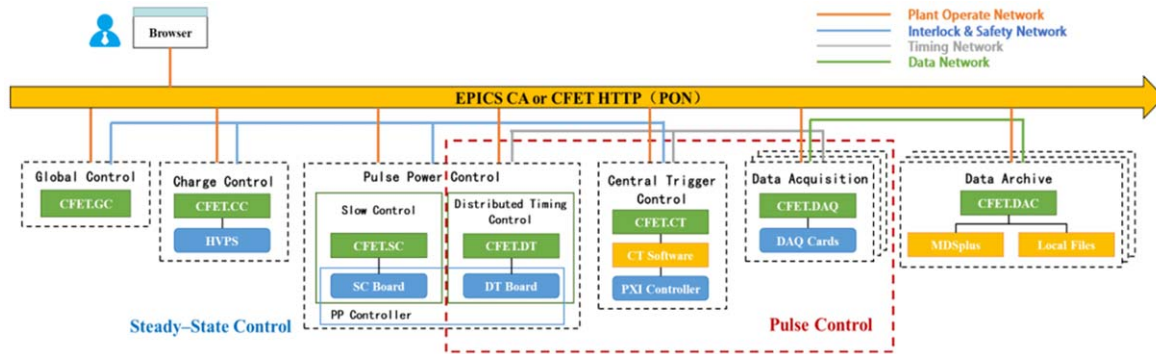 Browser
Plant Operate Network
Interlock & Safety Network
Timing Network
Data Network
EPICS CA or CFET HTTP（PON）
Global Control
CFET.GC
Charge Control
CFET.CC
HVPS
Pulse Power Control
Slow Control
CFET.SC
SC Board
Distributed Timing
Control
CFET.DT
DT Board
PP Controller
Central Trigger
Control
CFET.CT
CT Software
PXI Controller
Data Acquisition
CFET.DAQ
DAQ Cards
Data Archive
CFET.DAC
MDSplus
Local Files
Steady–State Control
Pulse Control